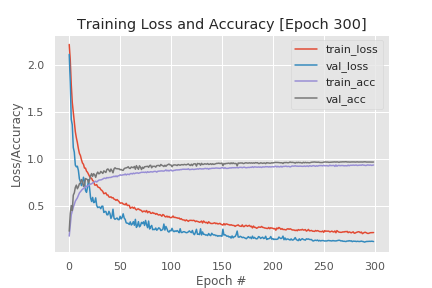 Training Loss and Accuracy [Epoch 300]
train_loss
val_loss
train_acc
val_acc
2.0
1.5
1.0
0.5
Loss/Accuracy
0 50 100 150 200 250 300
Epoch #